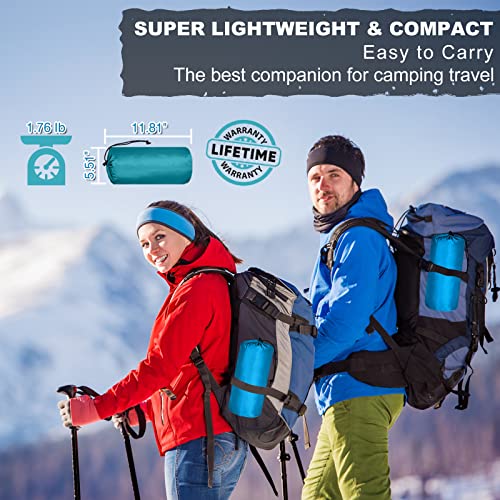 SUPER LIGHTWEIGHT & COMPACT
Easy to Carry
The best companion for camping travel
1.76 lb
11.81"
5.51"
WARRANTY
LIFETIME
WARRANTY